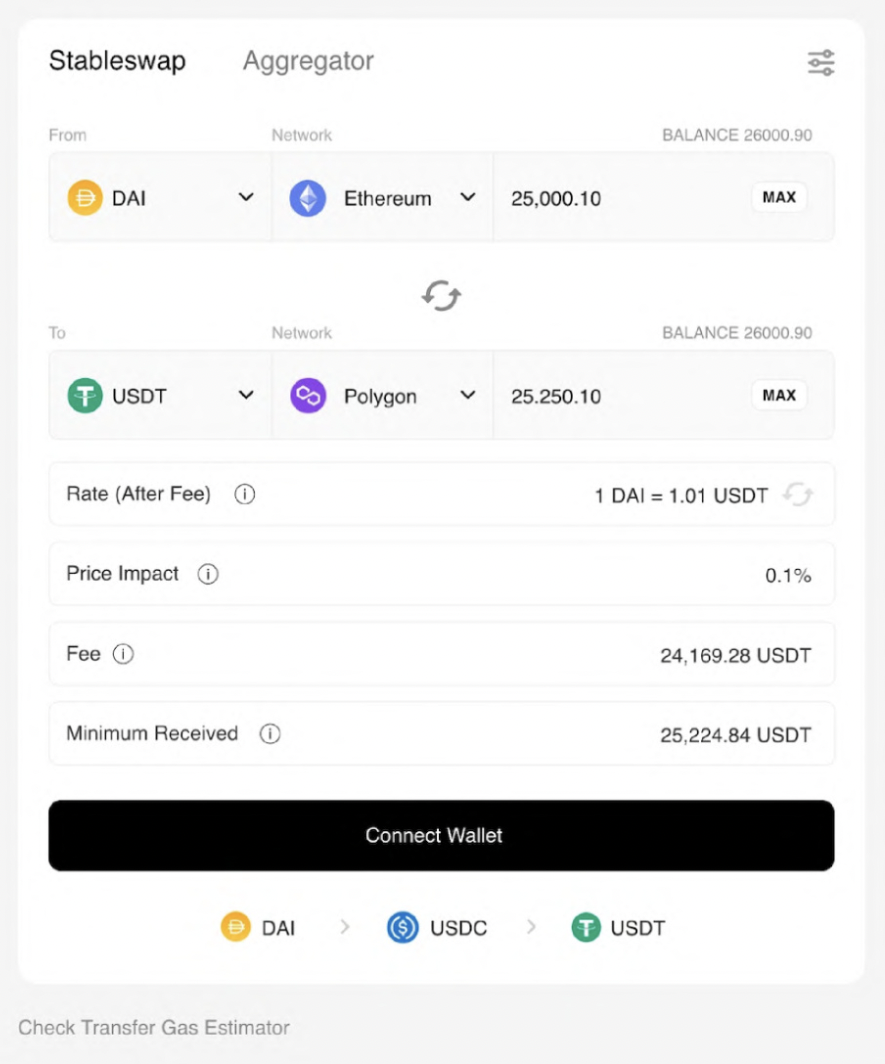 Stableswap Aggregator
From Network BALANCE 26000.90
DAI Ethereum 25,000.10 MAX
To Network BALANCE 26000.90
USDT Polygon 25.250.10 MAX
Rate (After Fee) 1 DAI = 1.01 USDT
Price Impact 0.1%
Fee 24,169.28 USDT
Minimum Received 25,224.84 USDT
Connect Wallet
DAI > USDC > USDT
Check Transfer Gas Estimator